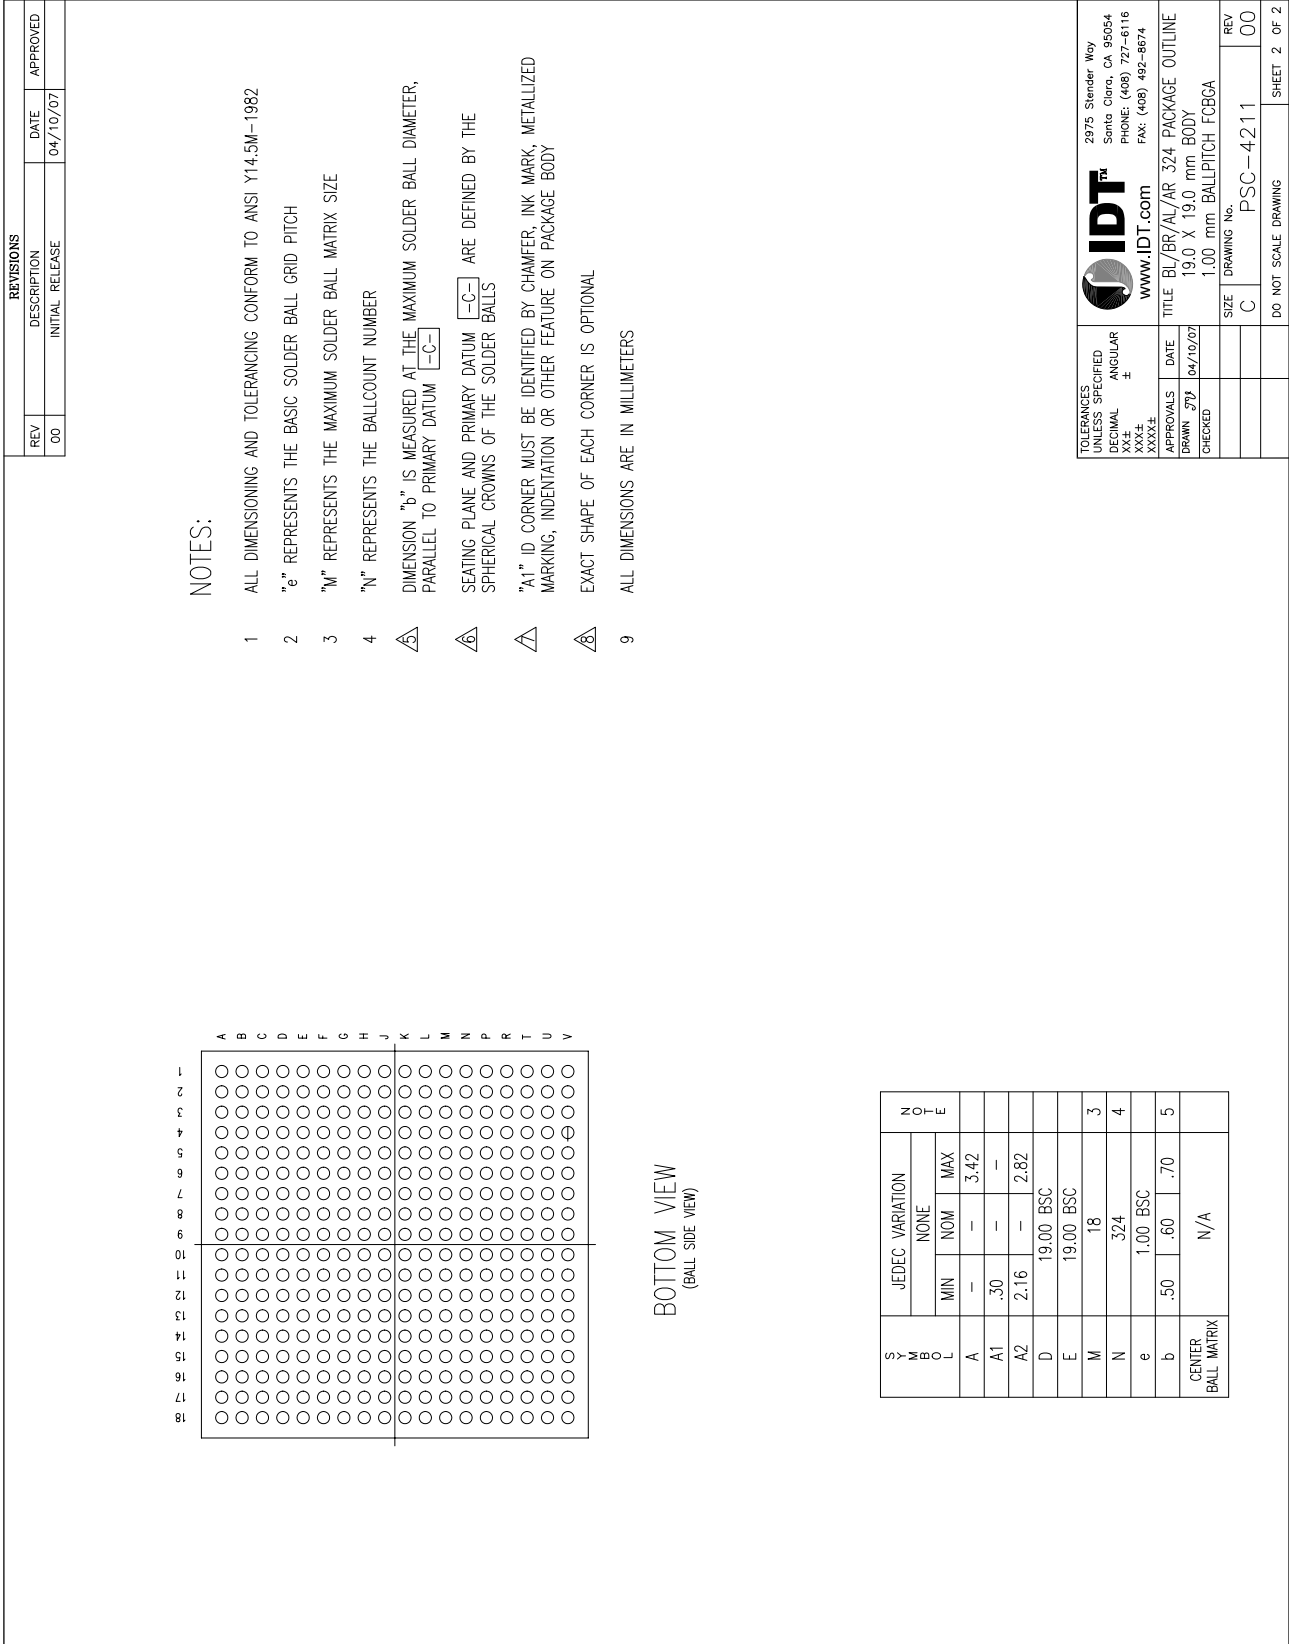 REVISIONS
REV DESCRIPTION DATE APPROVED
00 INITIAL RELEASE 04/10/07
NOTES:
1 ALL DIMENSIONING AND TOLERANCING CONFORM TO ANSI Y14.5M-1982
2 "e" REPRESENTS THE BASIC SOLDER BALL GRID PITCH
3 "M" REPRESENTS THE MAXIMUM SOLDER BALL MATRIX SIZE
4 "N" REPRESENTS THE BALLCOUNT NUMBER
5 DIMENSION "b" IS MEASURED AT THE MAXIMUM SOLDER BALL DIAMETER,
PARALLEL TO PRIMARY DATUM -C-
6 SEATING PLANE AND PRIMARY DATUM -C- ARE DEFINED BY THE
SPHERICAL CROWNS OF THE SOLDER BALLS
7 "A1" ID CORNER MUST BE IDENTIFIED BY CHAMFER, INK MARK, METALLIZED
MARKING, INDENTATION OR OTHER FEATURE ON PACKAGE BODY
8 EXACT SHAPE OF EACH CORNER IS OPTIONAL
9 ALL DIMENSIONS ARE IN MILLIMETERS
18 17 16 15 14 13 12 11 10 9 8 7 6 5 4 3 2 1
A
B
C
D
E
F
G
H
J
K
L
M
N
P
R
T
U
V
BOTTOM VIEW
(BALL SIDE VIEW)
SYMBOL JEDEC VARIATION NOTE
NONE
MIN NOM MAX
A - - 3.42
A1 .30 - -
A2 2.16 - 2.82
D 19.00 BSC
E 19.00 BSC
M 18 3
N 324 4
e 1.00 BSC
b .50 .60 .70 5
CENTER
BALL MATRIX N/A
TOLERANCES
UNLESS SPECIFIED
DECIMAL ANGULAR
XX± ±
XXX±
XXXX±
APPROVALS DATE
DRAWN 04/10/07
CHECKED
IDT™
www.IDT.com
2975 Stender Way
Santa Clara, CA 95054
PHONE: (408) 727-6116
FAX: (408) 492-8674
TITLE BL/BR/AL/AR 324 PACKAGE OUTLINE
19.0 X 19.0 mm BODY
1.00 mm BALLPITCH FCBGA
SIZE DRAWING No. REV
C PSC-4211 00
DO NOT SCALE DRAWING SHEET 2 OF 2